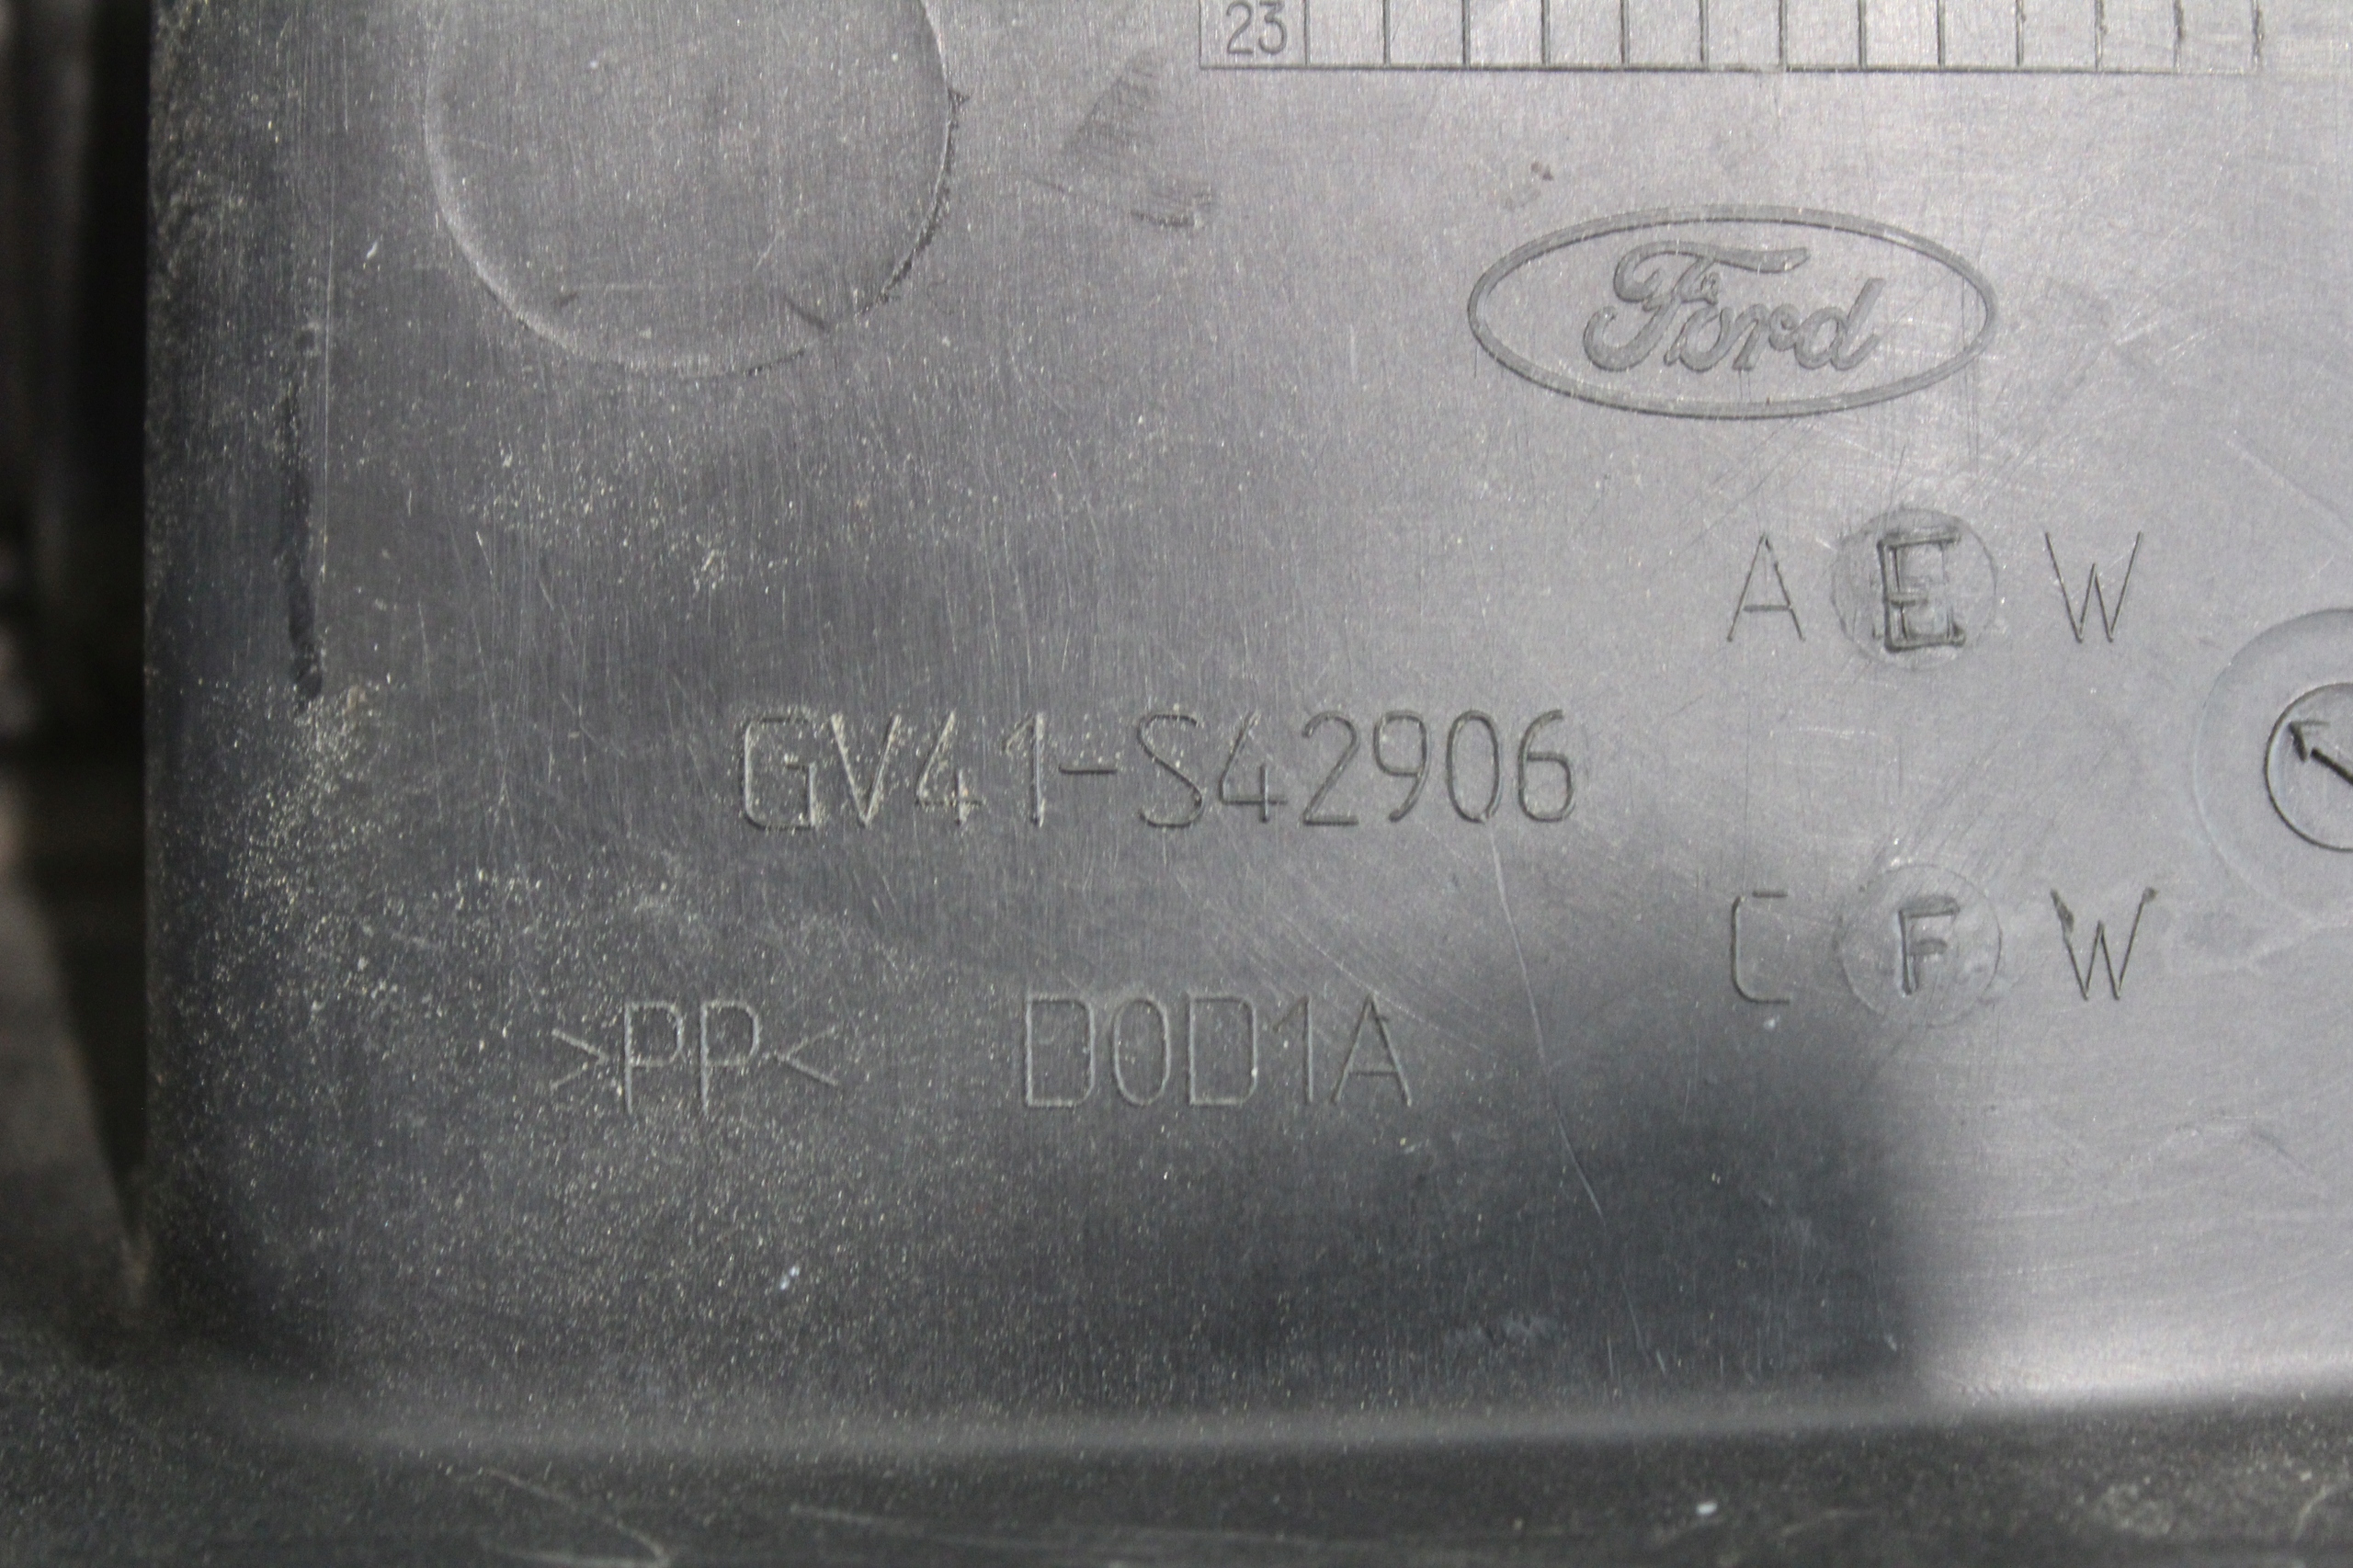 23
Ford
A E W
GV41-S42906
C F W
>PP< D0D1A